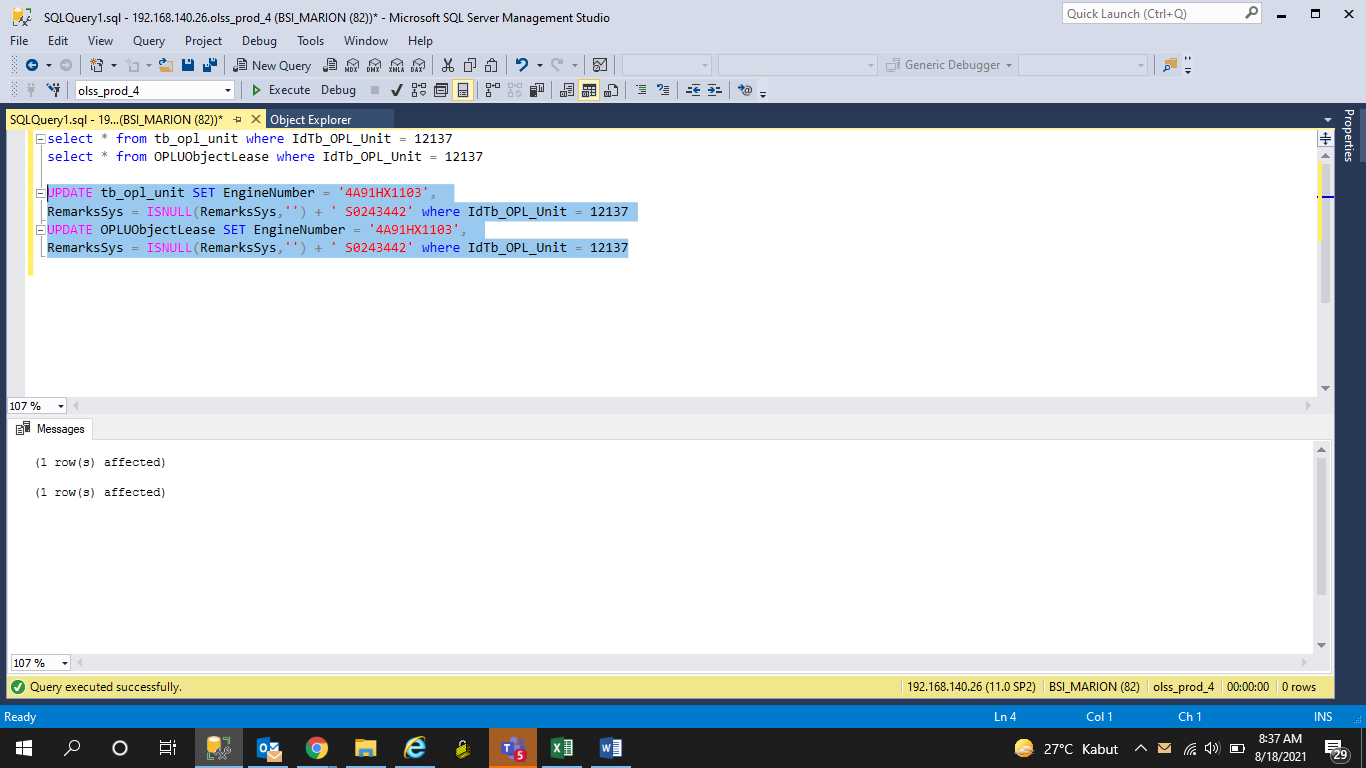 SQLQuery1.sql - 192.168.140.26.olss_prod_4 (BSI_MARION (82))* - Microsoft SQL Server Management Studio
Quick Launch (Ctrl+Q)
File Edit View Query Project Debug Tools Window Help
New Query
MDX DMX XMLA DAX
Generic Debugger
olss_prod_4
Execute Debug
SQLQuery1.sql - 19...(BSI_MARION (82))*
Object Explorer
Properties
select * from tb_opl_unit where IdTb_OPL_Unit = 12137
select * from OPLUObjectLease where IdTb_OPL_Unit = 12137
UPDATE tb_opl_unit SET EngineNumber = '4A91HX1103',
RemarksSys = ISNULL(RemarksSys,'') + ' S0243442' where IdTb_OPL_Unit = 12137
UPDATE OPLUObjectLease SET EngineNumber = '4A91HX1103',
RemarksSys = ISNULL(RemarksSys,'') + ' S0243442' where IdTb_OPL_Unit = 12137
107 %
Messages
(1 row(s) affected)
(1 row(s) affected)
107 %
Query executed successfully.
192.168.140.26 (11.0 SP2) BSI_MARION (82) olss_prod_4 00:00:00 0 rows
Ready
Ln 4 Col 1 Ch 1 INS
27°C Kabut
8:37 AM
8/18/2021
29